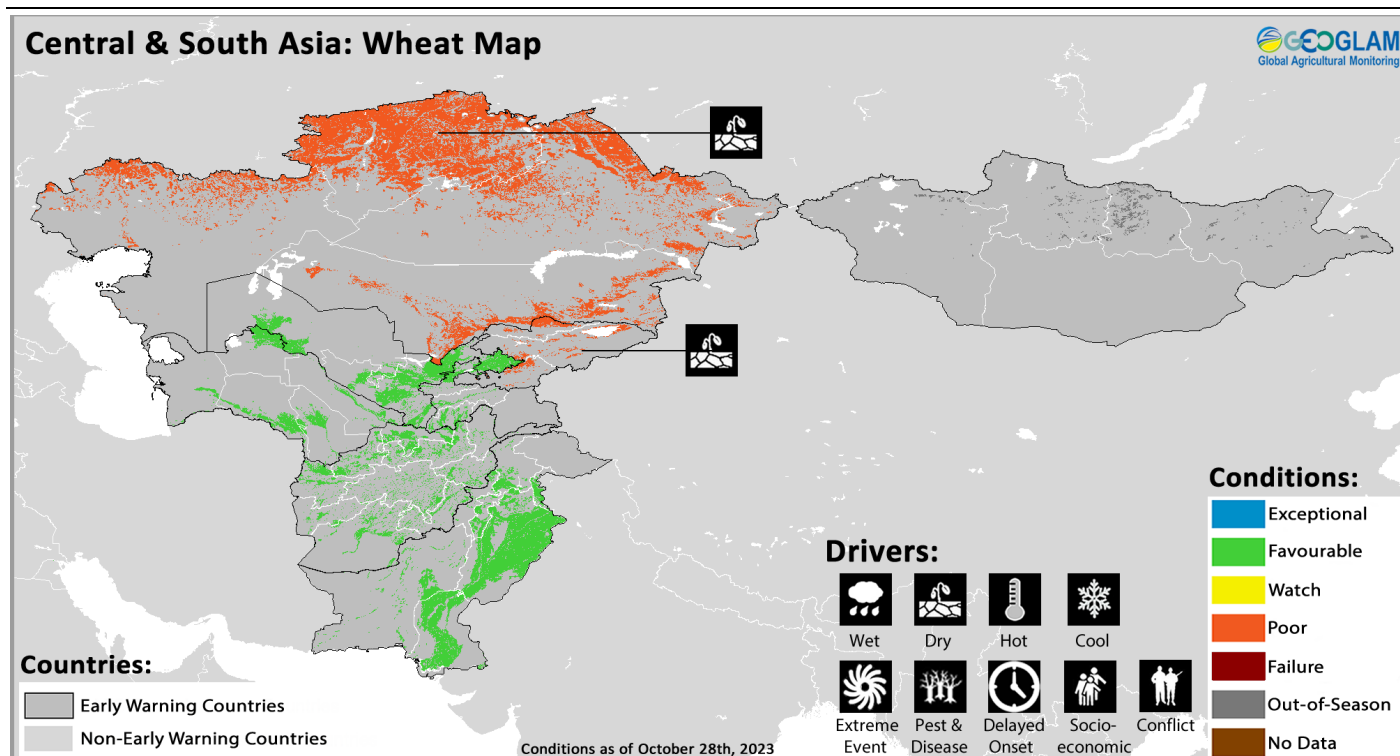 Central & South Asia: Wheat Map
GEOGLAM
Global Agricultural Monitoring
Conditions:
Exceptional
Favourable
Watch
Poor
Failure
Out-of-Season
No Data
Drivers:
Wet
Dry
Hot
Cool
Extreme
Event
Pest &
Disease
Delayed
Onset
Socio-
economic
Conflict
Countries:
Early Warning Countries
Non-Early Warning Countries
Conditions as of October 28th, 2023